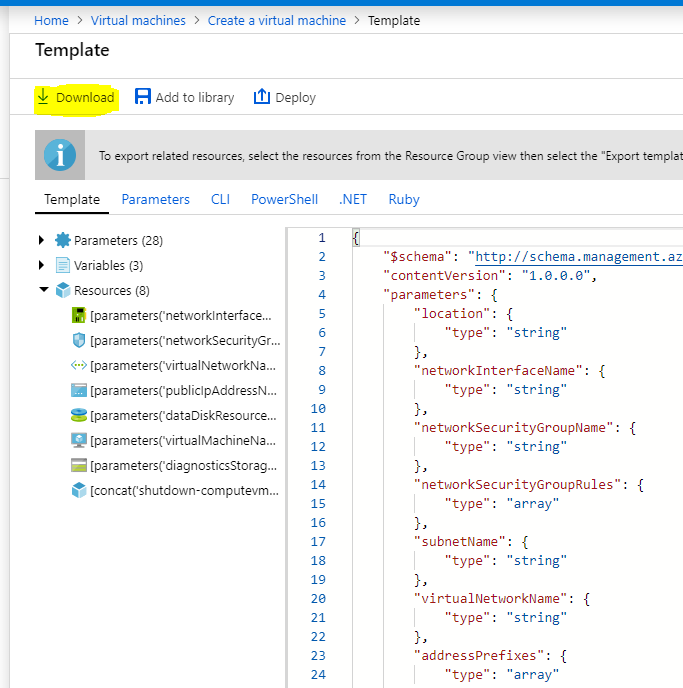 Home > Virtual machines > Create a virtual machine > Template
Template
Download Add to library Deploy
To export related resources, select the resources from the Resource Group view then select the "Export templat
Template Parameters CLI PowerShell .NET Ruby
Parameters (28)
Variables (3)
Resources (8)
[parameters('networkInterface...
[parameters('networkSecurityGr...
[parameters('virtualNetworkNa...
[parameters('publicIpAddressN...
[parameters('dataDiskResource...
[parameters('virtualMachineNa...
[parameters('diagnosticsStorag...
[concat('shutdown-computevm...
1 {
2 "$schema": "http://schema.management.az
3 "contentVersion": "1.0.0.0",
4 "parameters": {
5 "location": {
6 "type": "string"
7 },
8 "networkInterfaceName": {
9 "type": "string"
10 },
11 "networkSecurityGroupName": {
12 "type": "string"
13 },
14 "networkSecurityGroupRules": {
15 "type": "array"
16 },
17 "subnetName": {
18 "type": "string"
19 },
20 "virtualNetworkName": {
21 "type": "string"
22 },
23 "addressPrefixes": {
24 "type": "array"